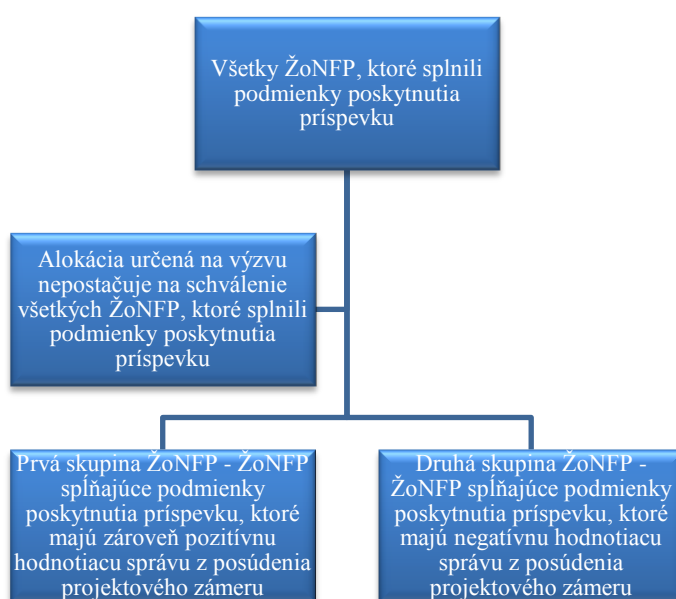 Všetky ŽoNFP, ktoré splnili
podmienky poskytnutia
príspevku
Alokácia určená na výzvu
nepostačuje na schválenie
všetkých ŽoNFP, ktoré splnili
podmienky poskytnutia
príspevku
Prvá skupina ŽoNFP - ŽoNFP
spĺňajúce podmienky
poskytnutia príspevku, ktoré
majú zároveň pozitívnu
hodnotiacu správu z posúdenia
projektového zámeru
Druhá skupina ŽoNFP -
ŽoNFP spĺňajúce podmienky
poskytnutia príspevku, ktoré
majú negatívnu hodnotiacu
správu z posúdenia
projektového zámeru